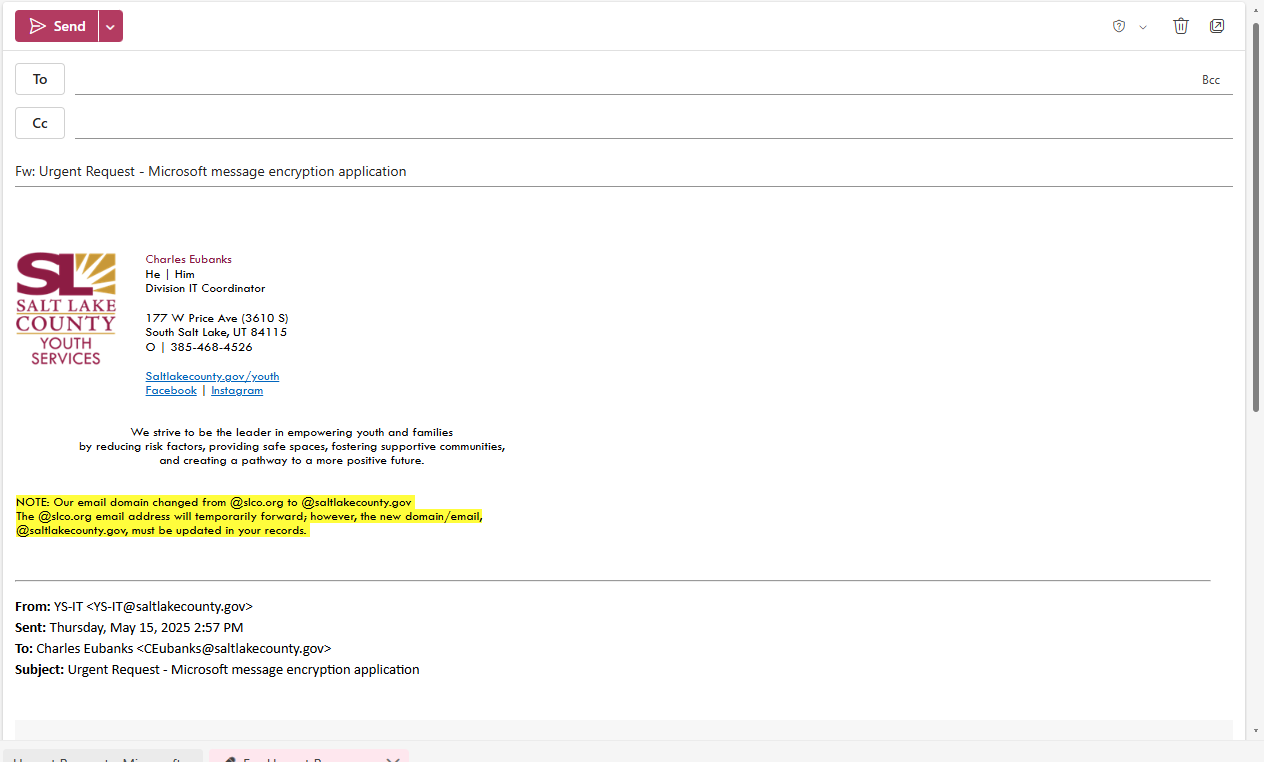 Send
To
Bcc
Cc
Fw: Urgent Request - Microsoft message encryption application
SL
SALT LAKE
COUNTY
YOUTH
SERVICES
Charles Eubanks
He | Him
Division IT Coordinator
177 W Price Ave (3610 S)
South Salt Lake, UT 84115
O | 385-468-4526
Saltlakecounty.gov/youth
Facebook | Instagram
We strive to be the leader in empowering youth and families
by reducing risk factors, providing safe spaces, fostering supportive communities,
and creating a pathway to a more positive future.
NOTE: Our email domain changed from @slco.org to @saltlakecounty.gov
The @slco.org email address will temporarily forward; however, the new domain/email,
@saltlakecounty.gov, must be updated in your records.
From: YS-IT <YS-IT@saltlakecounty.gov>
Sent: Thursday, May 15, 2025 2:57 PM
To: Charles Eubanks <CEubanks@saltlakecounty.gov>
Subject: Urgent Request - Microsoft message encryption application